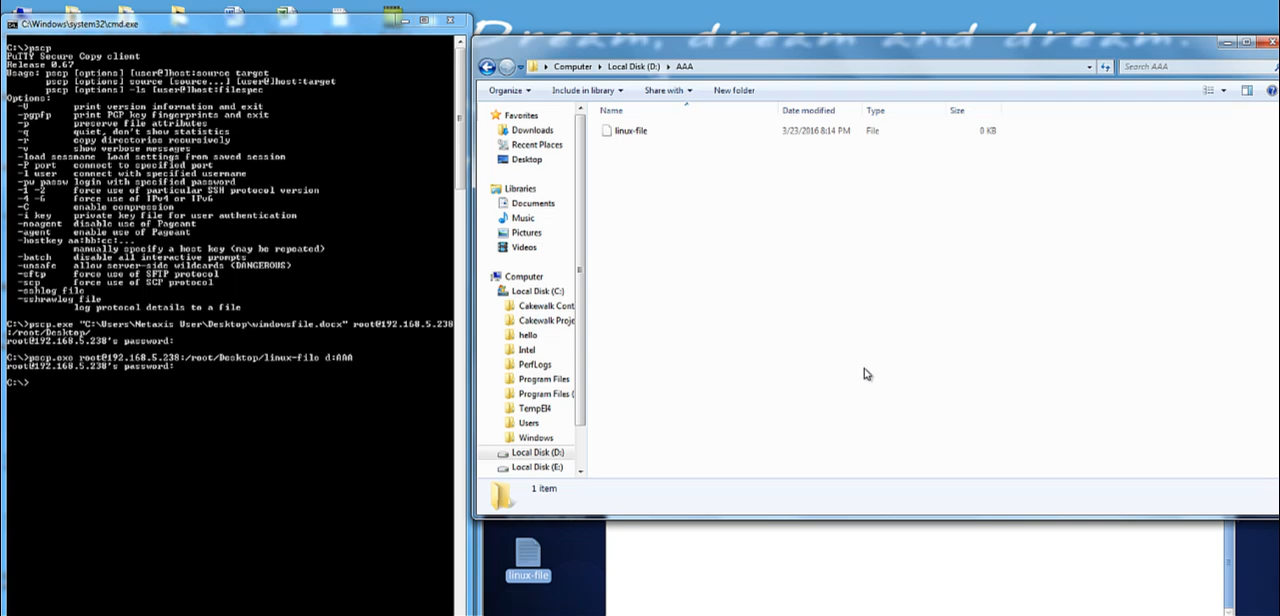 Dream, dream and dream.
C:\Windows\system32\cmd.exe
C:\>pscp
PuTTY Secure Copy client
Release 0.67
Usage: pscp [options] [user@]host:source target
pscp [options] source [source...] [user@]host:target
pscp [options] -ls [user@]host:filespec
Options:
-V print version information and exit
-pgpfp print PGP key fingerprints and exit
-p preserve file attributes
-q quiet, don't show statistics
-r copy directories recursively
-v show verbose messages
-load sessname Load settings from saved session
-P port connect to specified port
-l user connect with specified username
-pw passw login with specified password
-1 -2 force use of particular SSH protocol version
-4 -6 force use of IPv4 or IPv6
-C enable compression
-i key private key file for user authentication
-noagent disable use of Pageant
-agent enable use of Pageant
-hostkey aa:bb:cc:...
manually specify a host key (may be repeated)
-batch disable all interactive prompts
-unsafe allow server-side wildcards (DANGEROUS)
-sftp force use of SFTP protocol
-scp force use of SCP protocol
-sshlog file
-sshrawlog file
log protocol details to a file
C:\>pscp.exe "C:\Users\Netaxis User\Desktop\windowsfile.docx" root@192.168.5.238
:/root/Desktop/
root@192.168.5.238's password:
C:\>pscp.exe root@192.168.5.238:/root/Desktop/linux-file d:AAA
root@192.168.5.238's password:
C:\>
Computer Local Disk (D:) AAA
Search AAA
Organize Include in library Share with New folder
Name Date modified Type Size
linux-file 3/23/2016 8:14 PM File 0 KB
Favorites
Downloads
Recent Places
Desktop
Libraries
Documents
Music
Pictures
Videos
Computer
Local Disk (C:)
Cakewalk Cont
Cakewalk Proje
hello
Intel
PerfLogs
Program Files
Program Files (
TempEI4
Users
Windows
Local Disk (D:)
Local Disk (E:)
1 item
linux-file